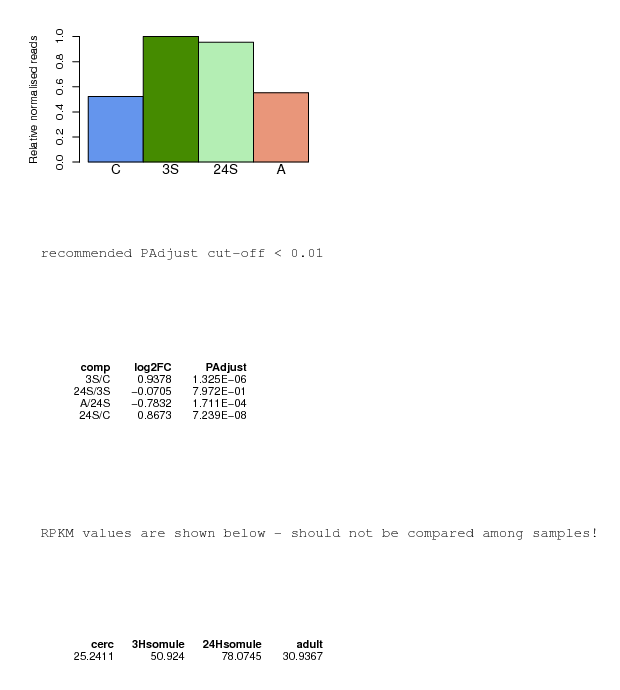 Relative normalised reads
1.0
0.8
0.6
0.4
0.2
0.0
C 3S 24S A
recommended PAdjust cut-off < 0.01
comp log2FC PAdjust
3S/C 0.9378 1.325E-06
24S/3S -0.0705 7.972E-01
A/24S -0.7832 1.711E-04
24S/C 0.8673 7.239E-08
RPKM values are shown below - should not be compared among samples!
cerc 3Hsomule 24Hsomule adult
25.2411 50.924 78.0745 30.9367